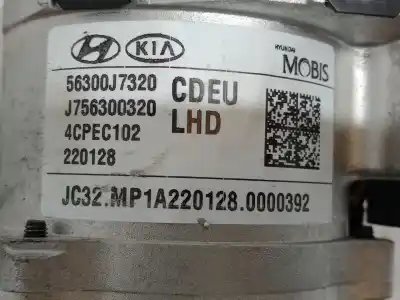 KIA
HYUNDAI
MOBIS
56300J7320
J756300320
4CPEC102
220128
CDEU
LHD
JC32.MP1A220128.0000392